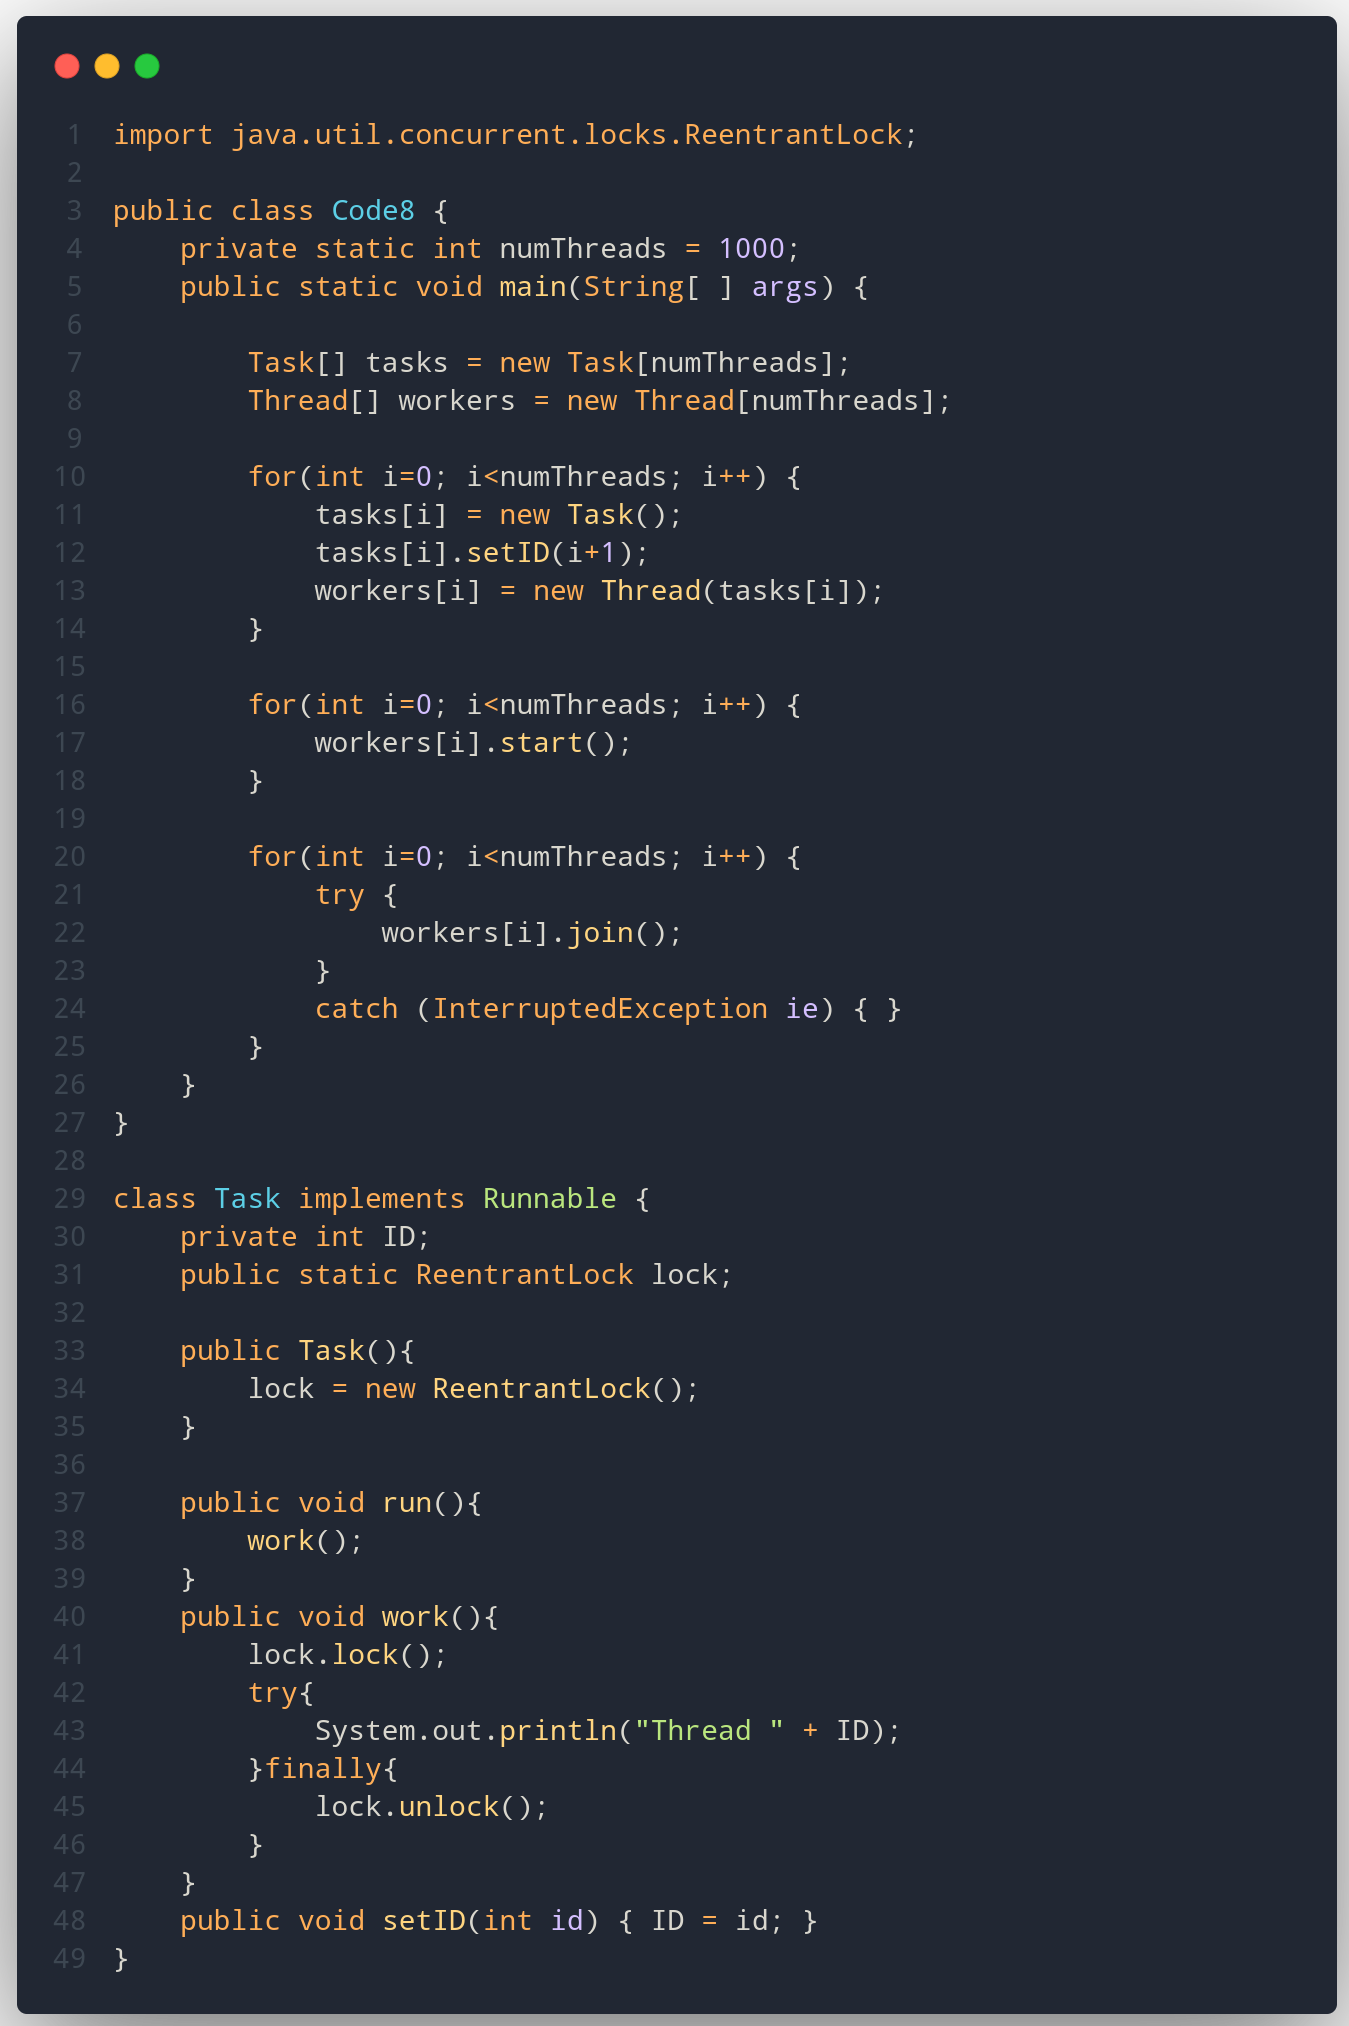 1 import java.util.concurrent.locks.ReentrantLock;
2
3 public class Code8 {
4     private static int numThreads = 1000;
5     public static void main(String[ ] args) {
6
7         Task[] tasks = new Task[numThreads];
8         Thread[] workers = new Thread[numThreads];
9
10         for(int i=0; i<numThreads; i++) {
11             tasks[i] = new Task();
12             tasks[i].setID(i+1);
13             workers[i] = new Thread(tasks[i]);
14         }
15
16         for(int i=0; i<numThreads; i++) {
17             workers[i].start();
18         }
19
20         for(int i=0; i<numThreads; i++) {
21             try {
22                 workers[i].join();
23             }
24             catch (InterruptedException ie) { }
25         }
26     }
27 }
28
29 class Task implements Runnable {
30     private int ID;
31     public static ReentrantLock lock;
32
33     public Task(){
34         lock = new ReentrantLock();
35     }
36
37     public void run(){
38         work();
39     }
40     public void work(){
41         lock.lock();
42         try{
43             System.out.println("Thread " + ID);
44         }finally{
45             lock.unlock();
46         }
47     }
48     public void setID(int id) { ID = id; }
49 }